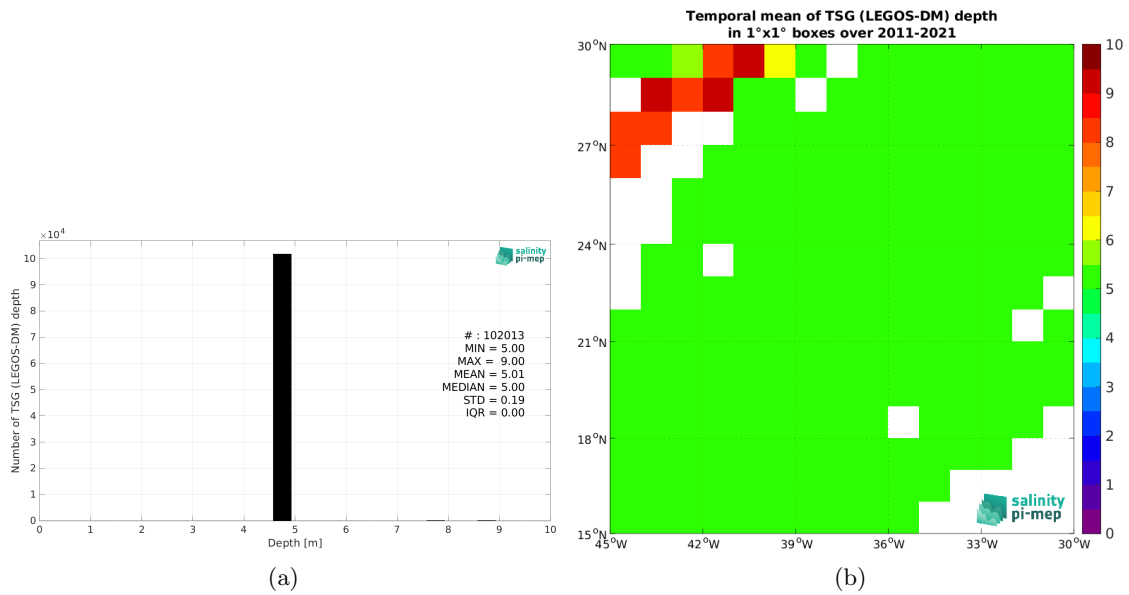 ×10⁴
10
9
8
7
6
5
4
3
2
1
0
Number of TSG (LEGOS-DM) depth
salinity
pi-mep
# : 102013
MIN = 5.00
MAX = 9.00
MEAN = 5.01
MEDIAN = 5.00
STD = 0.19
IQR = 0.00
0 1 2 3 4 5 6 7 8 9 10
Depth [m]
(a)
Temporal mean of TSG (LEGOS-DM) depth
in 1°x1° boxes over 2011-2021
30°N
27°N
24°N
21°N
18°N
15°N
45°W 42°W 39°W 36°W 33°W 30°W
salinity
pi-mep
10
9
8
7
6
5
4
3
2
1
0
(b)